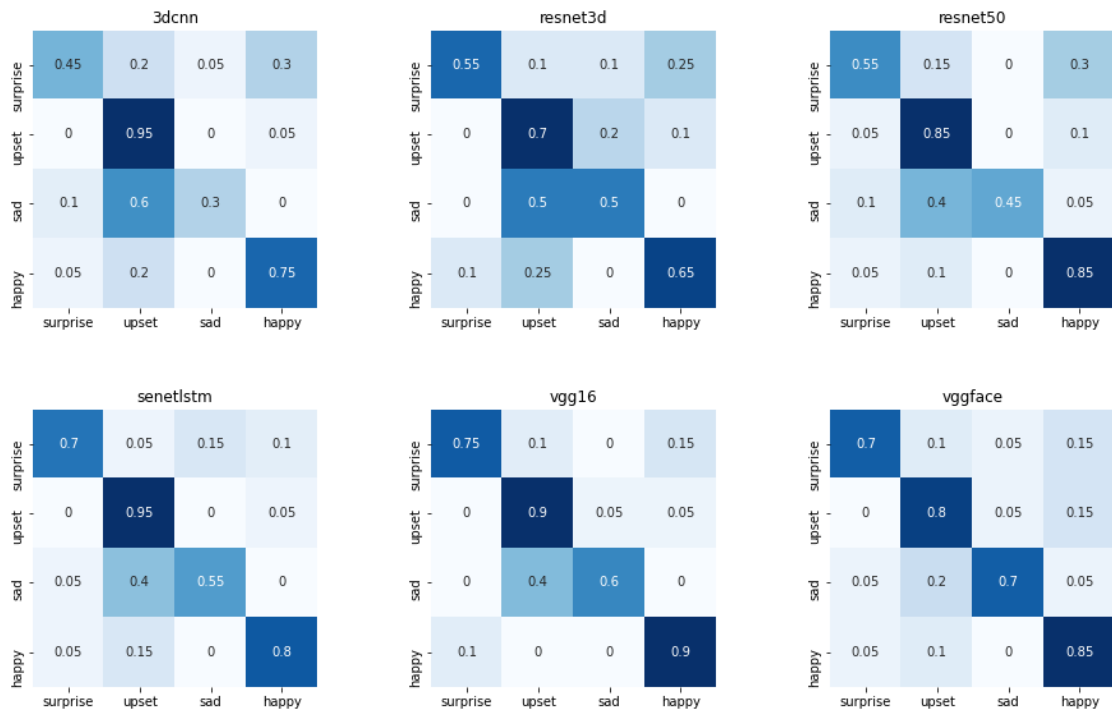 3dcnn resnet3d resnet50
surprise 0.45 0.2 0.05 0.3 surprise 0.55 0.1 0.1 0.25 surprise 0.55 0.15 0 0.3
upset 0 0.95 0 0.05 upset 0 0.7 0.2 0.1 upset 0.05 0.85 0 0.1
sad 0.1 0.6 0.3 0 sad 0 0.5 0.5 0 sad 0.1 0.4 0.45 0.05
happy 0.05 0.2 0 0.75 happy 0.1 0.25 0 0.65 happy 0.05 0.1 0 0.85
surprise upset sad happy surprise upset sad happy surprise upset sad happy
senetlstm vgg16 vggface
surprise 0.7 0.05 0.15 0.1 surprise 0.75 0.1 0 0.15 surprise 0.7 0.1 0.05 0.15
upset 0 0.95 0 0.05 upset 0 0.9 0.05 0.05 upset 0 0.8 0.05 0.15
sad 0.05 0.4 0.55 0 sad 0 0.4 0.6 0 sad 0.05 0.2 0.7 0.05
happy 0.05 0.15 0 0.8 happy 0.1 0 0 0.9 happy 0.05 0.1 0 0.85
surprise upset sad happy surprise upset sad happy surprise upset sad happy